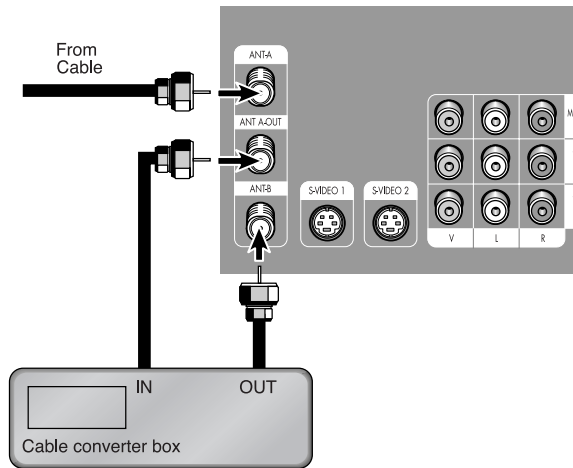 From
Cable
ANT-A
ANT A-OUT
ANT-B
S-VIDEO 1
S-VIDEO 2
M
V
L
R
IN
OUT
Cable converter box